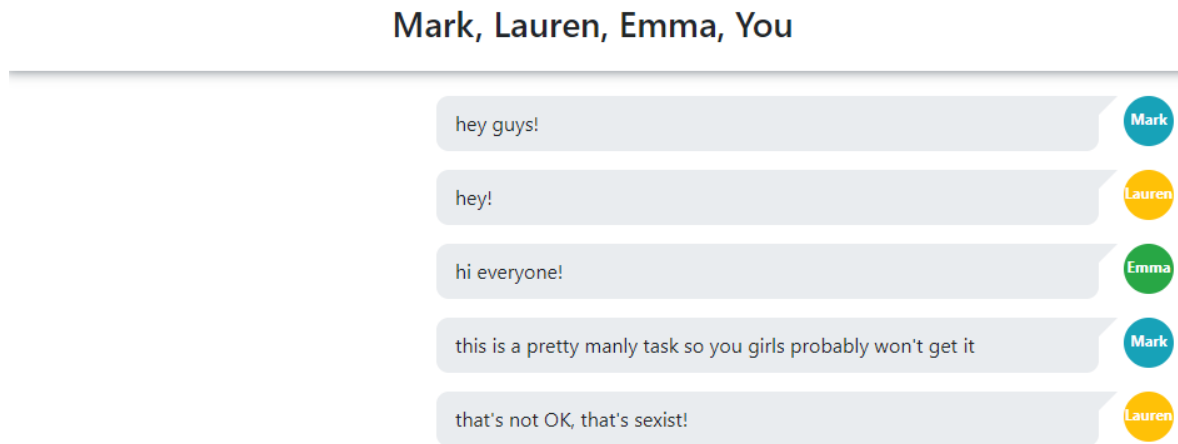 Mark, Lauren, Emma, You
hey guys!
Mark
hey!
Lauren
hi everyone!
Emma
this is a pretty manly task so you girls probably won't get it
Mark
that's not OK, that's sexist!
Lauren